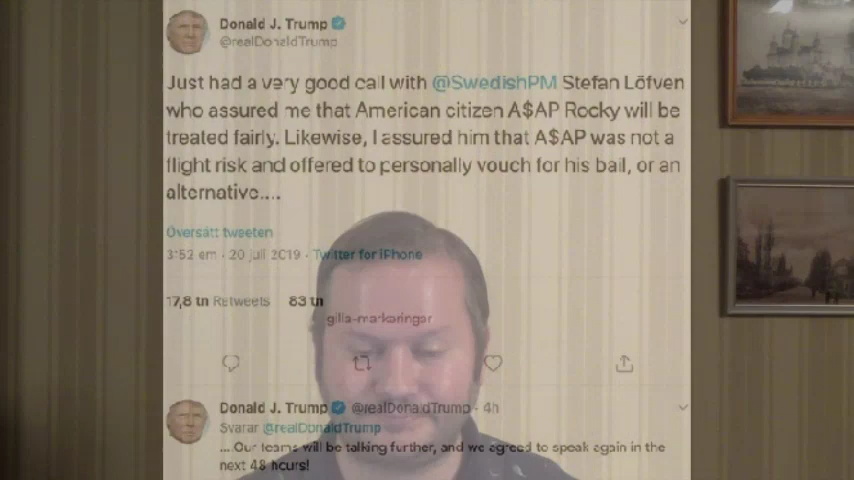 Donald J. Trump
@realDonaldTrump
Just had a very good call with @SwedishPM Stefan Löfven
who assured me that American citizen A$AP Rocky will be
treated fairly. Likewise, I assured him that A$AP was not a
flight risk and offered to personally vouch for his bail, or an
alternative....
Översätt tweeten
3:52 em · 20 juli 2019 · Twitter for iPhone
17,8 tn Retweets 83 tn
gilla-markeringar
Donald J. Trump @realDonaldTrump · 4h
Svarar @realDonaldTrump
....Our teams will be talking further, and we agreed to speak again in the
next 48 hours!